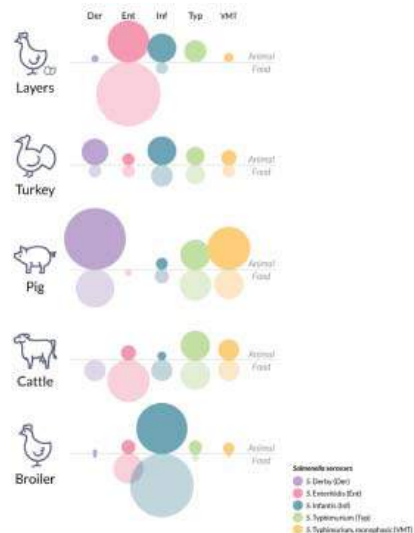 Der Ent Inf Typ VMT
Animal
Food
Layers
Animal
Food
Turkey
Animal
Food
Pig
Animal
Food
Cattle
Animal
Food
Broiler
Salmonella serovars
S. Derby (Der)
S. Enteritidis (Ent)
S. Infantis (Inf)
S. Typhimurium (Typ)
S. Typhimurium, monophasic (VMT)